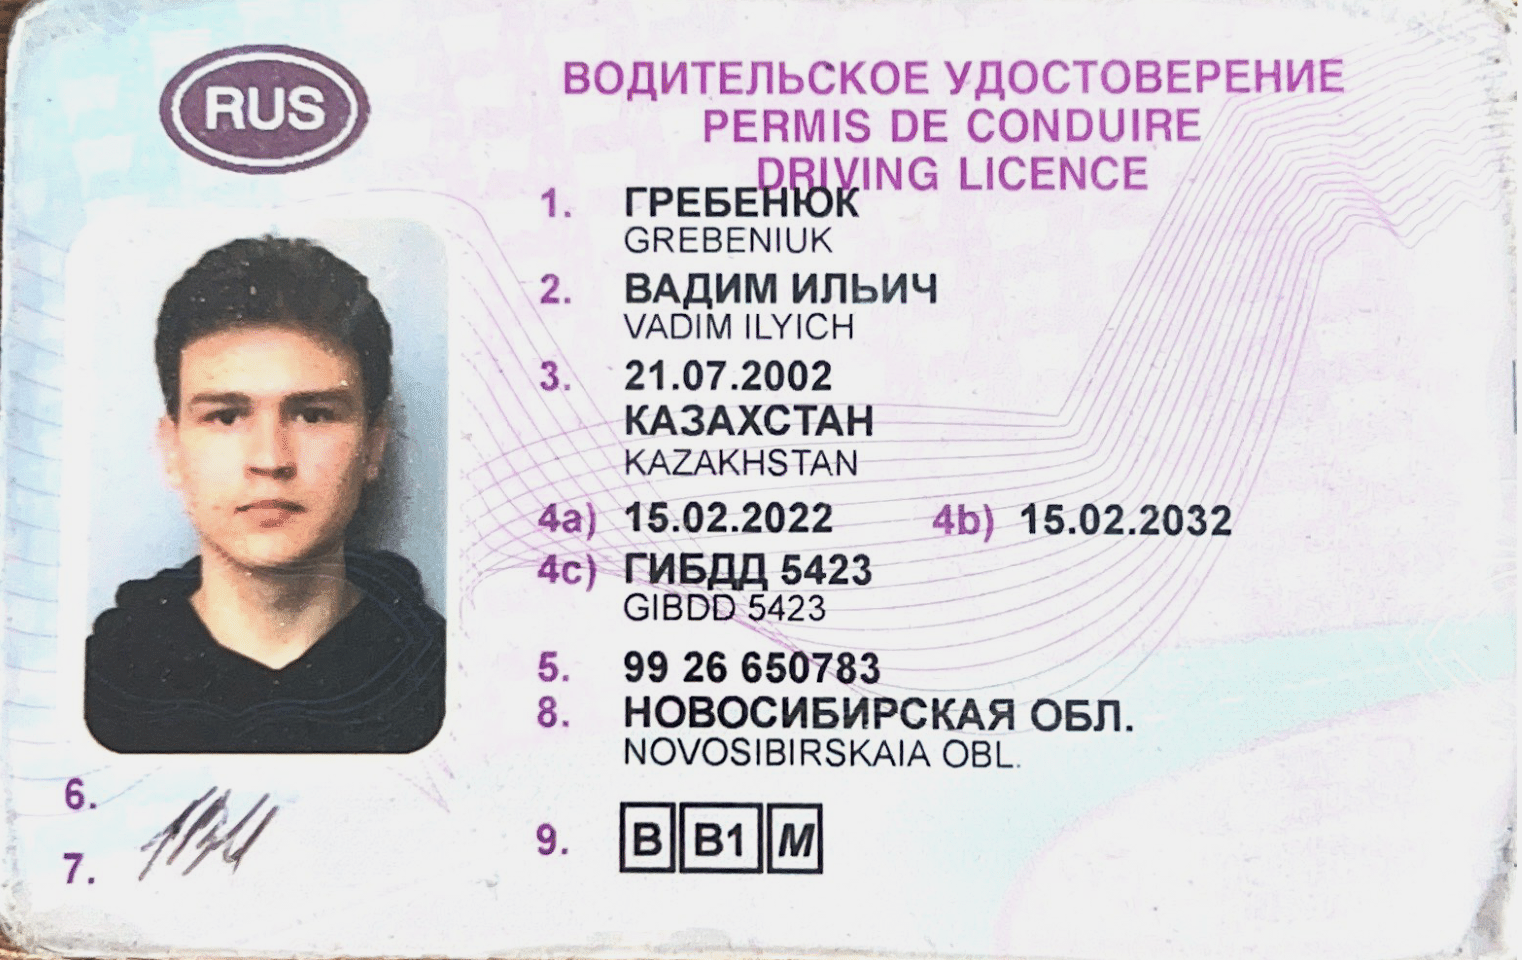 RUS
ВОДИТЕЛЬСКОЕ УДОСТОВЕРЕНИЕ
PERMIS DE CONDUIRE
DRIVING LICENCE
1. ГРЕБЕНЮК
GREBENIUK
2. ВАДИМ ИЛЬИЧ
VADIM ILYICH
3. 21.07.2002
КАЗАХСТАН
KAZAKHSTAN
4a) 15.02.2022 4b) 15.02.2032
4c) ГИБДД 5423
GIBDD 5423
5. 99 26 650783
8. НОВОСИБИРСКАЯ ОБЛ.
NOVOSIBIRSKAIA OBL.
6.
7.
9. B B1 M